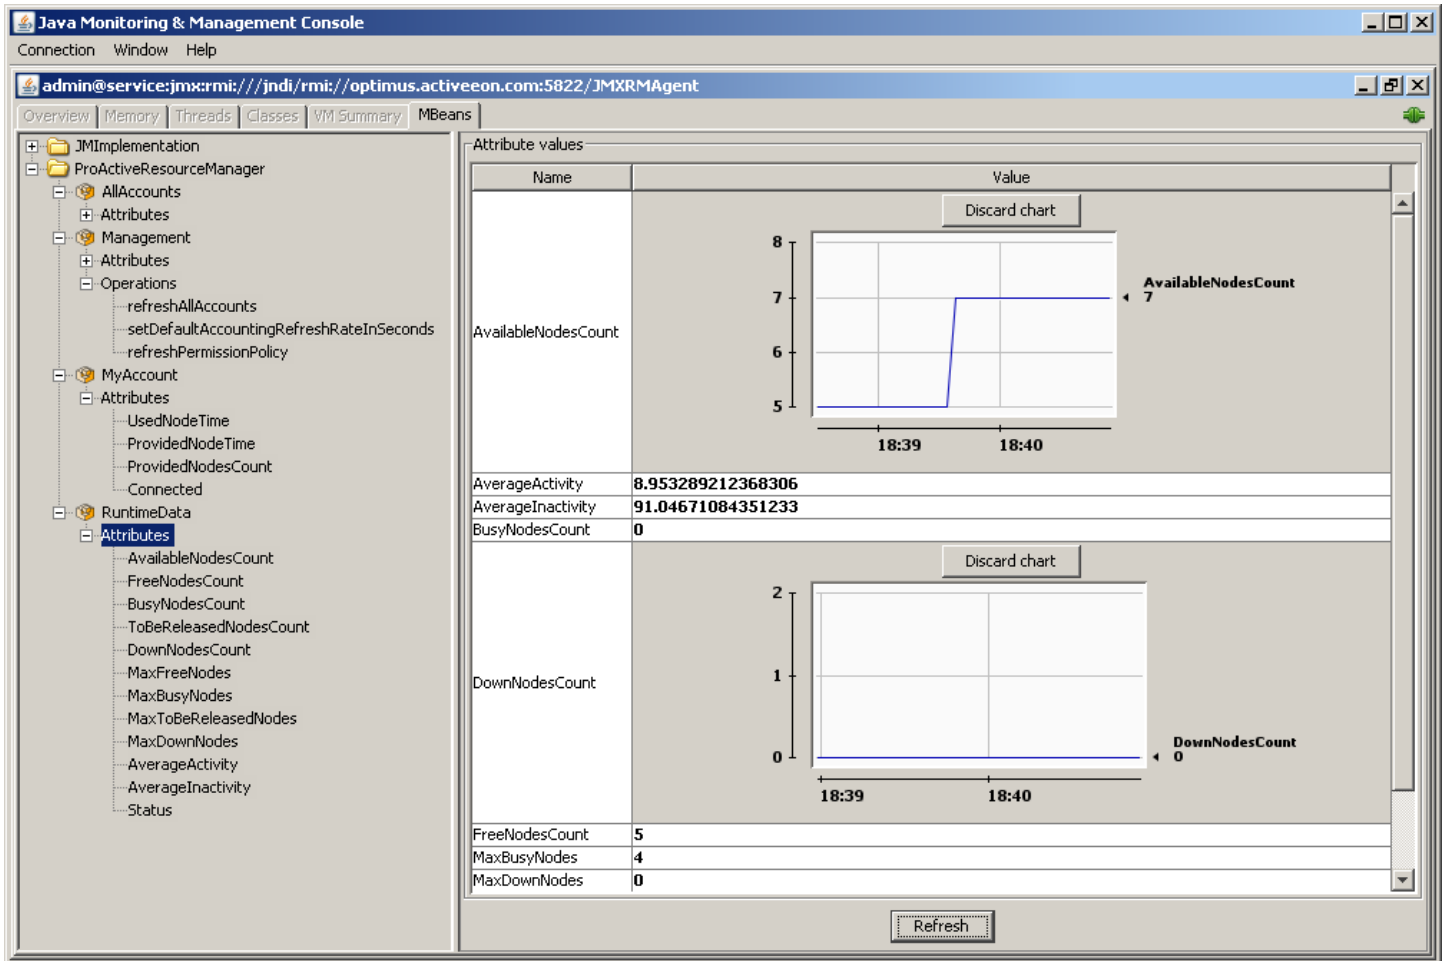 Java Monitoring & Management Console
Connection Window Help
admin@service:jmx:rmi:///jndi/rmi://optimus.activeeon.com:5822/JMXRMAgent
Overview Memory Threads Classes VM Summary MBeans
JMImplementation
ProActiveResourceManager
AllAccounts
Attributes
Management
Attributes
Operations
refreshAllAccounts
setDefaultAccountingRefreshRateInSeconds
refreshPermissionPolicy
MyAccount
Attributes
UsedNodeTime
ProvidedNodeTime
ProvidedNodesCount
Connected
RuntimeData
Attributes
AvailableNodesCount
FreeNodesCount
BusyNodesCount
ToBeReleasedNodesCount
DownNodesCount
MaxFreeNodes
MaxBusyNodes
MaxToBeReleasedNodes
MaxDownNodes
AverageActivity
AverageInactivity
Status
Attribute values
Name Value
AvailableNodesCount
Discard chart
8
7
6
5
18:39 18:40
AvailableNodesCount
7
AverageActivity 8.953289212368306
AverageInactivity 91.04671084351233
BusyNodesCount 0
DownNodesCount
Discard chart
2
1
0
18:39 18:40
DownNodesCount
0
FreeNodesCount 5
MaxBusyNodes 4
MaxDownNodes 0
Refresh